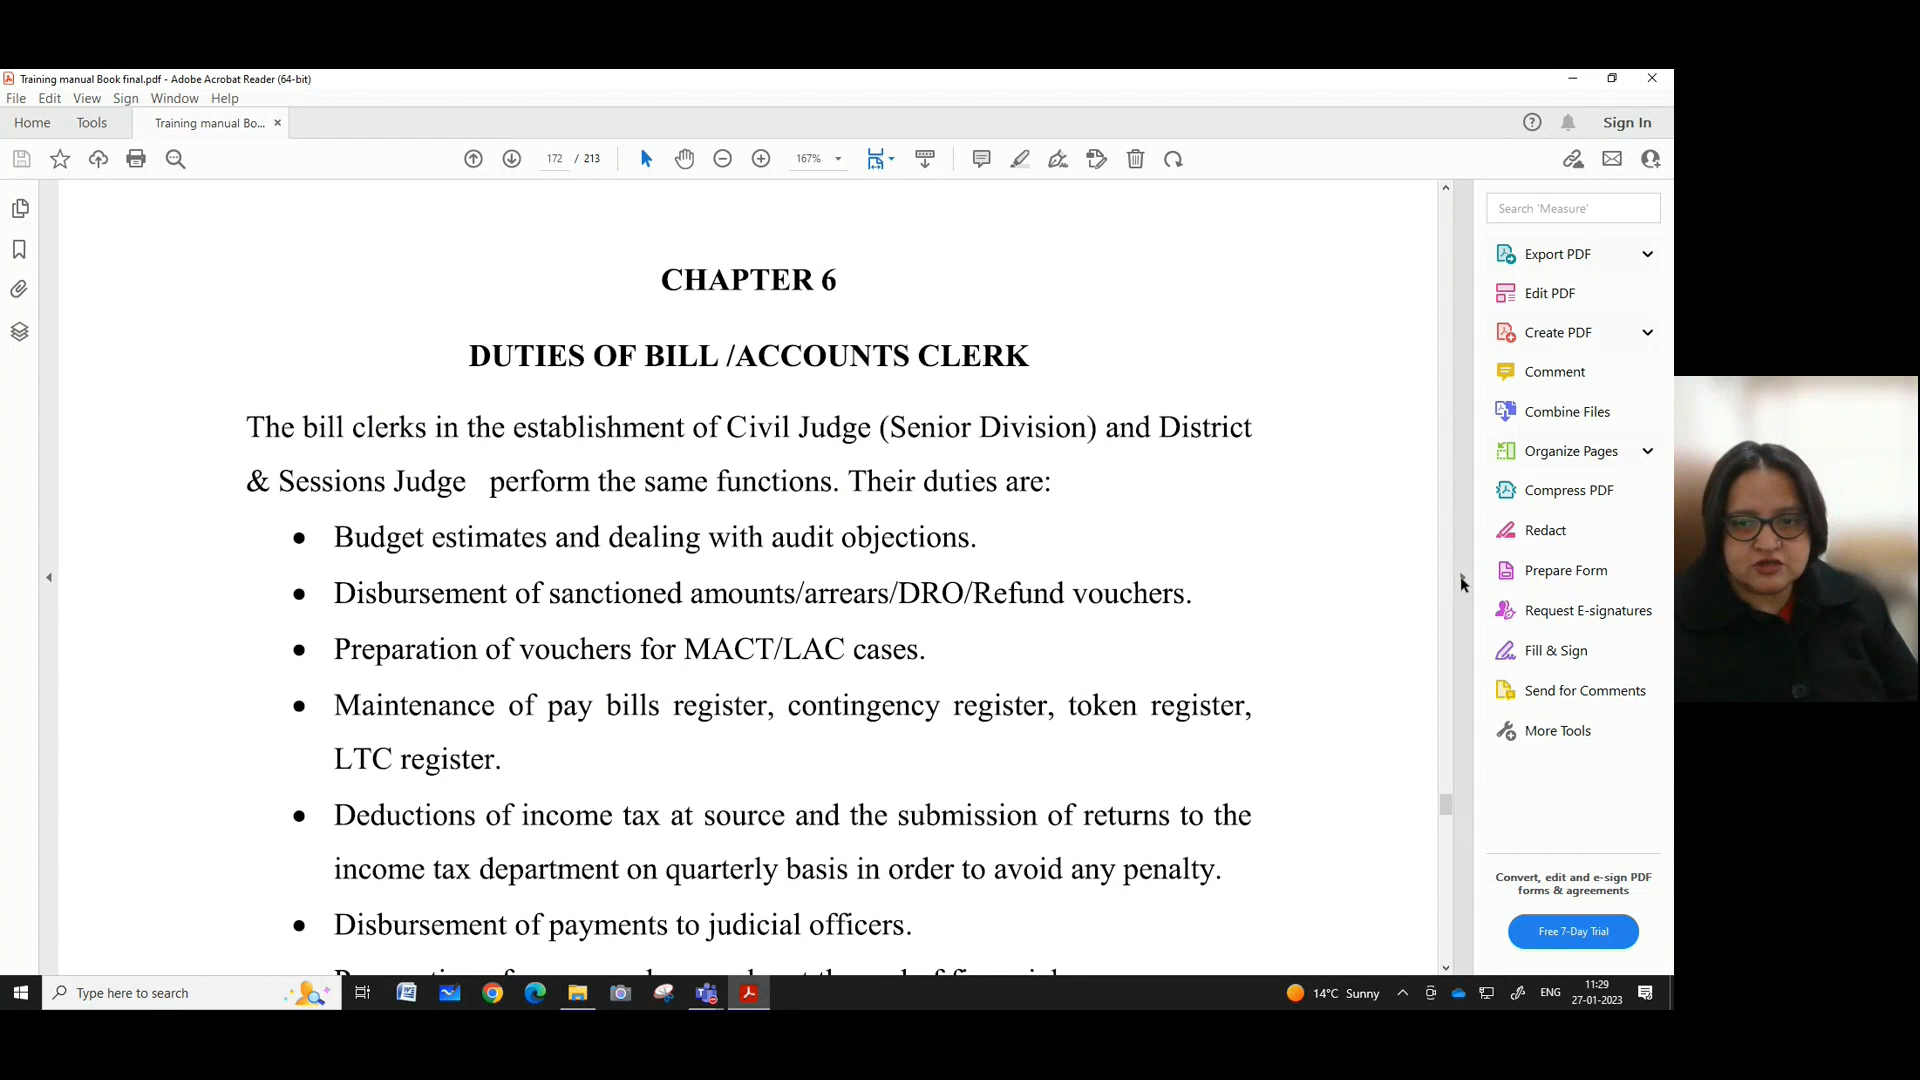 Training manual Book final.pdf - Adobe Acrobat Reader (64-bit)
File Edit View Sign Window Help
Home Tools Training manual Bo... Sign In
172 / 213 167%
Search 'Measure'
CHAPTER 6
DUTIES OF BILL /ACCOUNTS CLERK
The bill clerks in the establishment of Civil Judge (Senior Division) and District
& Sessions Judge perform the same functions. Their duties are:
• Budget estimates and dealing with audit objections.
• Disbursement of sanctioned amounts/arrears/DRO/Refund vouchers.
• Preparation of vouchers for MACT/LAC cases.
• Maintenance of pay bills register, contingency register, token register,
LTC register.
• Deductions of income tax at source and the submission of returns to the
income tax department on quarterly basis in order to avoid any penalty.
• Disbursement of payments to judicial officers.
Export PDF
Edit PDF
Create PDF
Comment
Combine Files
Organize Pages
Compress PDF
Redact
Prepare Form
Request E-signatures
Fill & Sign
Send for Comments
More Tools
Convert, edit and e-sign PDF
forms & agreements
Free 7-Day Trial
Type here to search
14°C Sunny
ENG
11:29
27-01-2023